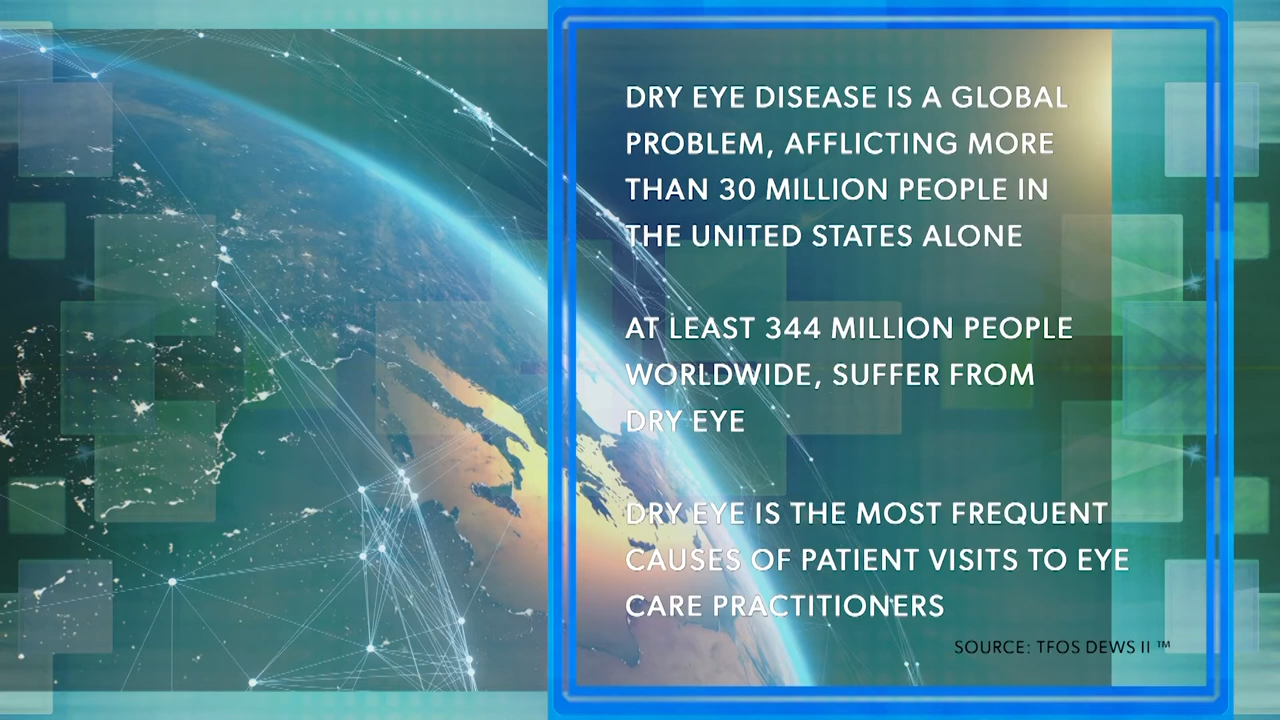 DRY EYE DISEASE IS A GLOBAL
PROBLEM, AFFLICTING MORE
THAN 30 MILLION PEOPLE IN
THE UNITED STATES ALONE
AT LEAST 344 MILLION PEOPLE
WORLDWIDE, SUFFER FROM
DRY EYE
DRY EYE IS THE MOST FREQUENT
CAUSES OF PATIENT VISITS TO EYE
CARE PRACTITIONERS
SOURCE: TFOS DEWS II ™